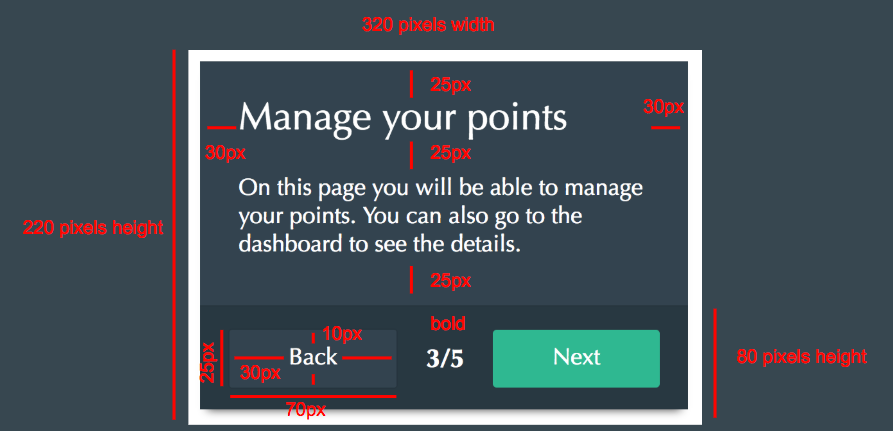 320 pixels width
25px
30px
Manage your points
30px
25px
On this page you will be able to manage
220 pixels height
your points. You can also go to the
dashboard to see the details.
25px
bold
10px
25px
Back
3/5
Next
80 pixels height
30px
70px